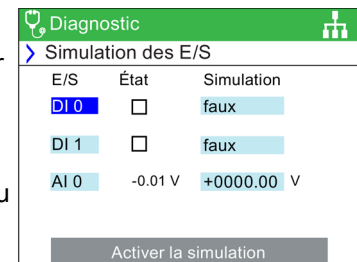 Diagnostic
Simulation des E/S
E/S État Simulation
DI 0 faux
DI 1 faux
AI 0 -0.01 V +0000.00 V
Activer la simulation